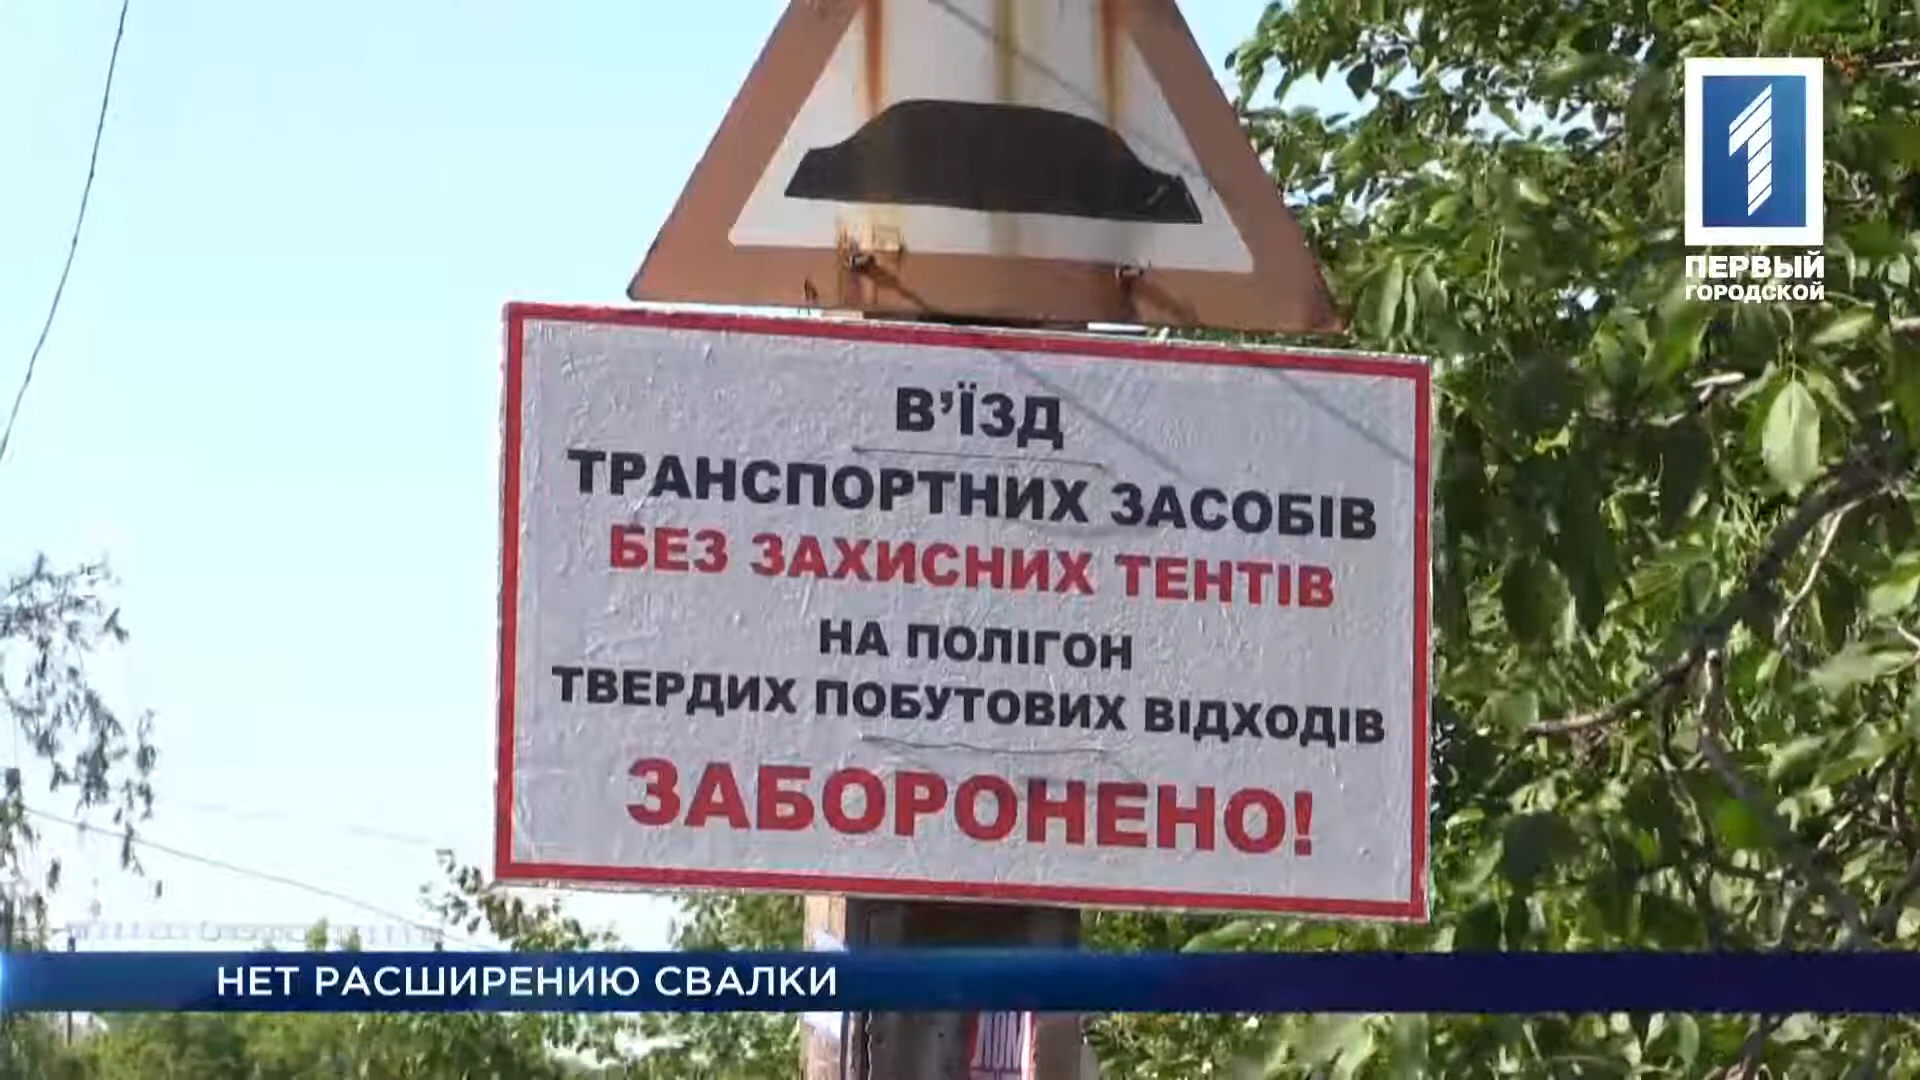 ПЕРВЫЙ
ГОРОДСКОЙ
В’ЇЗД
ТРАНСПОРТНИХ ЗАСОБІВ
БЕЗ ЗАХИСНИХ ТЕНТІВ
НА ПОЛІГОН
ТВЕРДИХ ПОБУТОВИХ ВІДХОДІВ
ЗАБОРОНЕНО!
НЕТ РАСШИРЕНИЮ СВАЛКИ